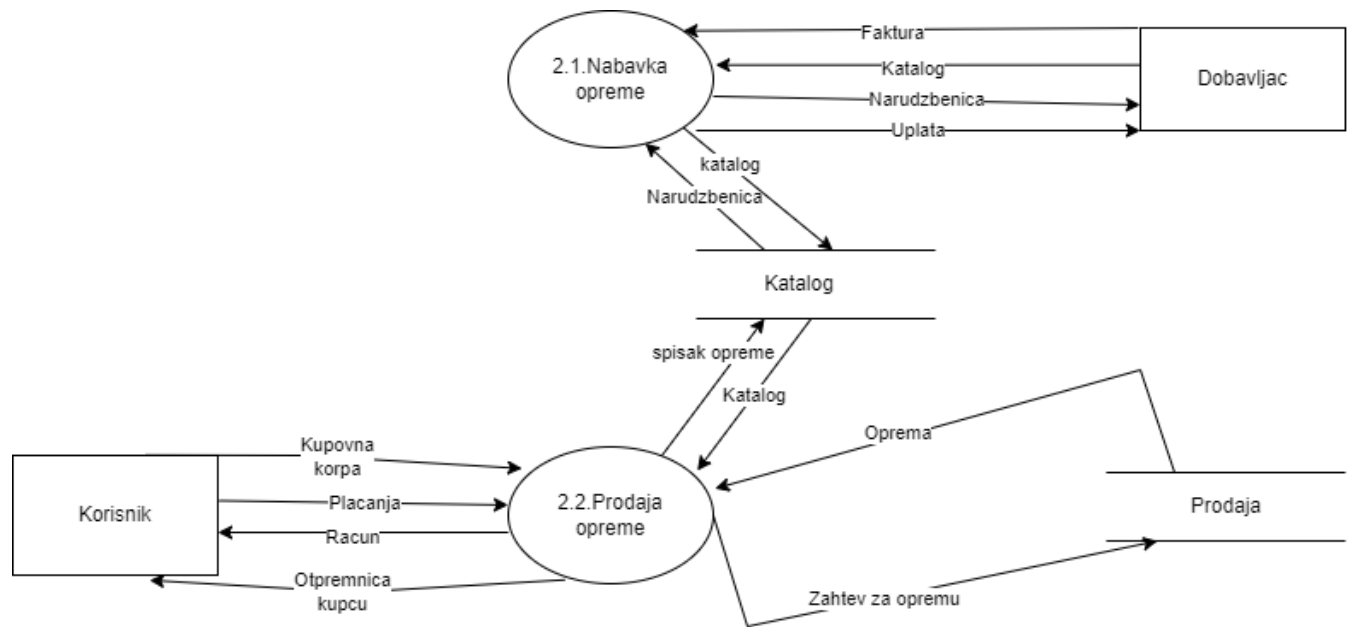 Faktura
2.1.Nabavka
opreme
Katalog
Dobavljac
Narudzbenica
Uplata
katalog
Narudzbenica
Katalog
spisak opreme
Katalog
Oprema
Kupovna
korpa
Placanja
2.2.Prodaja
opreme
Prodaja
Korisnik
Racun
Otpremnica
kupcu
Zahtev za opremu